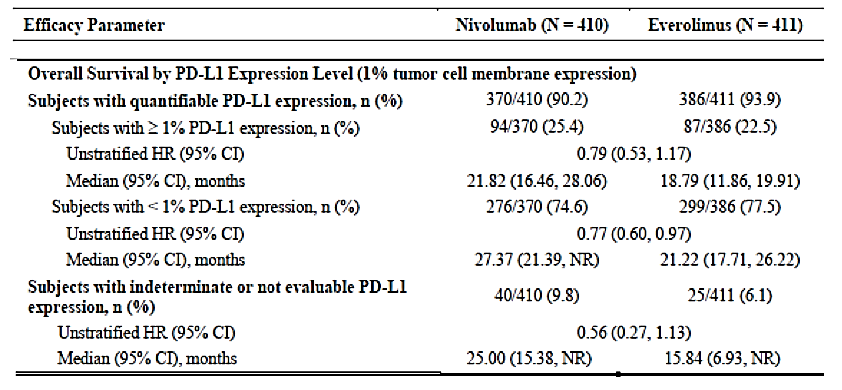 Efficacy Parameter Nivolumab (N = 410) Everolimus (N = 411)
Overall Survival by PD-L1 Expression Level (1% tumor cell membrane expression)
Subjects with quantifiable PD-L1 expression, n (%) 370/410 (90.2) 386/411 (93.9)
Subjects with ≥ 1% PD-L1 expression, n (%) 94/370 (25.4) 87/386 (22.5)
Unstratified HR (95% CI) 0.79 (0.53, 1.17)
Median (95% CI), months 21.82 (16.46, 28.06) 18.79 (11.86, 19.91)
Subjects with < 1% PD-L1 expression, n (%) 276/370 (74.6) 299/386 (77.5)
Unstratified HR (95% CI) 0.77 (0.60, 0.97)
Median (95% CI), months 27.37 (21.39, NR) 21.22 (17.71, 26.22)
Subjects with indeterminate or not evaluable PD-L1
expression, n (%) 40/410 (9.8) 25/411 (6.1)
Unstratified HR (95% CI) 0.56 (0.27, 1.13)
Median (95% CI), months 25.00 (15.38, NR) 15.84 (6.93, NR)